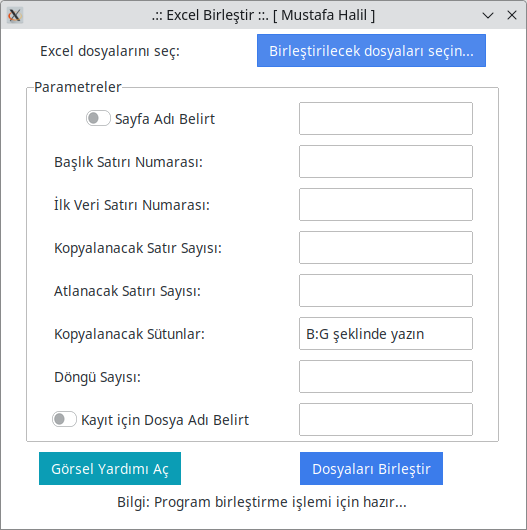 .:: Excel Birleştir ::. [ Mustafa Halil ]
Excel dosyalarını seç: Birleştirilecek dosyaları seçin...
Parametreler
Sayfa Adı Belirt
Başlık Satırı Numarası:
İlk Veri Satırı Numarası:
Kopyalanacak Satır Sayısı:
Atlanacak Satırı Sayısı:
Kopyalanacak Sütunlar: B:G şeklinde yazın
Döngü Sayısı:
Kayıt için Dosya Adı Belirt
Görsel Yardımı Aç Dosyaları Birleştir
Bilgi: Program birleştirme işlemi için hazır...